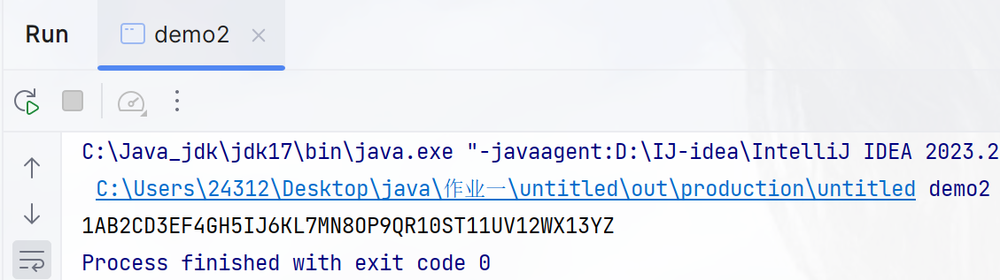 Run demo2
C:\Java_jdk\jdk17\bin\java.exe "-javaagent:D:\IJ-idea\IntelliJ IDEA 2023.2
C:\Users\24312\Desktop\java\作业一\untitled\out\production\untitled demo2
1AB2CD3EF4GH5IJ6KL7MN8OP9QR10ST11UV12WX13YZ
Process finished with exit code 0